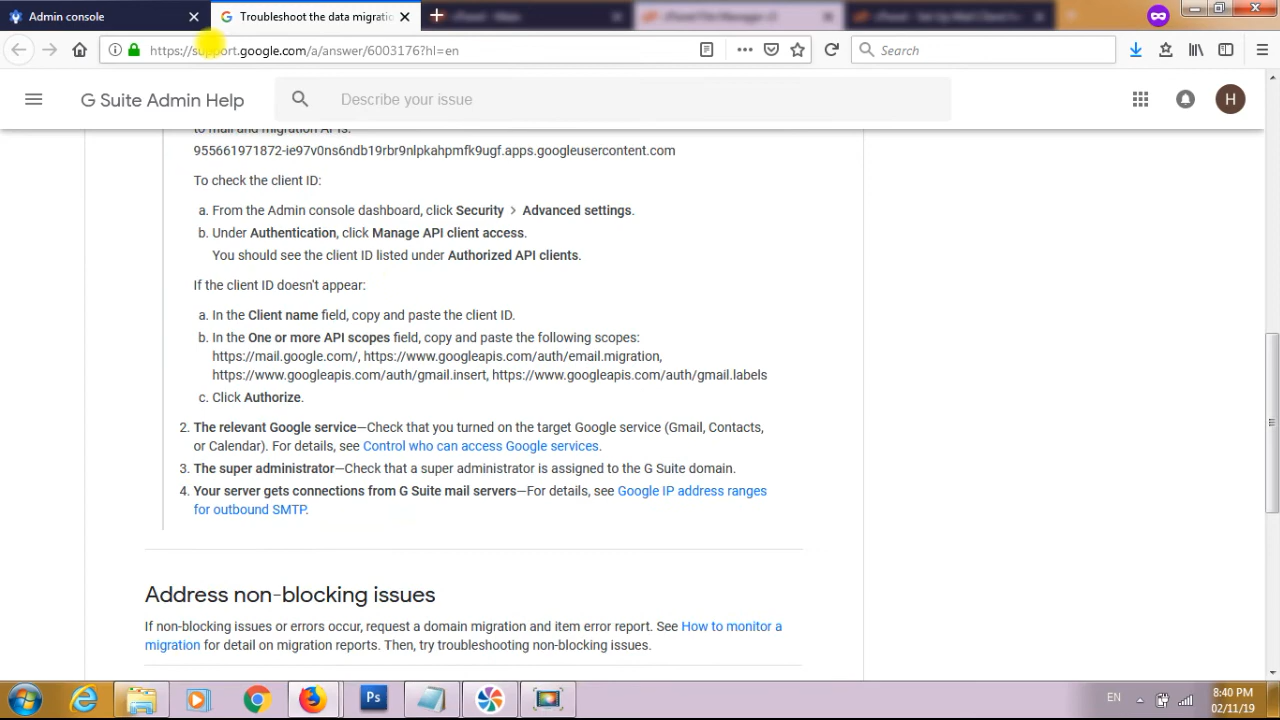 Admin console
Troubleshoot the data migratio
https://support.google.com/a/answer/6003176?hl=en
Search
G Suite Admin Help
Describe your issue
H
to mail and migration APIs:
955661971872-ie97v0ns6ndb19rbr9nlpkahpmfk9ugf.apps.googleusercontent.com
To check the client ID:
a. From the Admin console dashboard, click Security > Advanced settings.
b. Under Authentication, click Manage API client access.
You should see the client ID listed under Authorized API clients.
If the client ID doesn't appear:
a. In the Client name field, copy and paste the client ID.
b. In the One or more API scopes field, copy and paste the following scopes:
https://mail.google.com/, https://www.googleapis.com/auth/email.migration,
https://www.googleapis.com/auth/gmail.insert, https://www.googleapis.com/auth/gmail.labels
c. Click Authorize.
2. The relevant Google service—Check that you turned on the target Google service (Gmail, Contacts,
or Calendar). For details, see Control who can access Google services.
3. The super administrator—Check that a super administrator is assigned to the G Suite domain.
4. Your server gets connections from G Suite mail servers—For details, see Google IP address ranges
for outbound SMTP.
Address non-blocking issues
If non-blocking issues or errors occur, request a domain migration and item error report. See How to monitor a
migration for detail on migration reports. Then, try troubleshooting non-blocking issues.
Ps
EN
8:40 PM
02/11/19